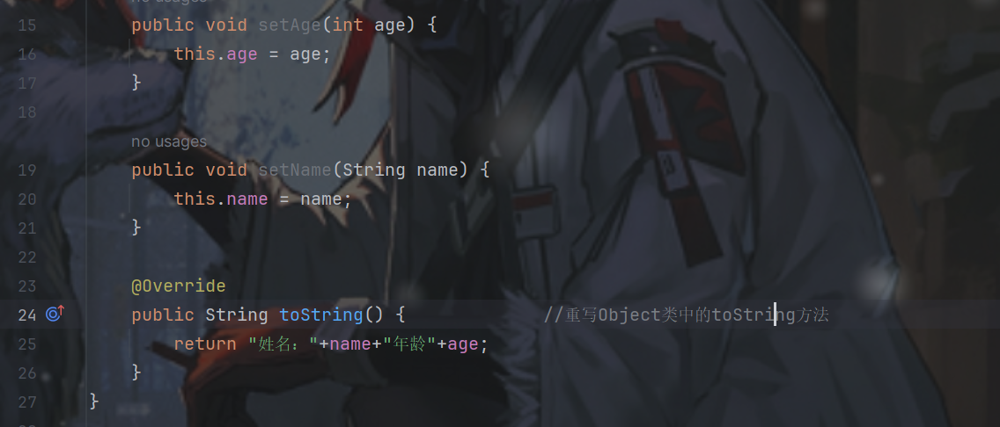 no usages
15 public void setAge(int age) {
16 this.age = age;
17 }
18
no usages
19 public void setName(String name) {
20 this.name = name;
21 }
22
23 @Override
24 public String toString() { //重写Object类中的toString方法
25 return "姓名："+name+"年龄"+age;
26 }
27 }